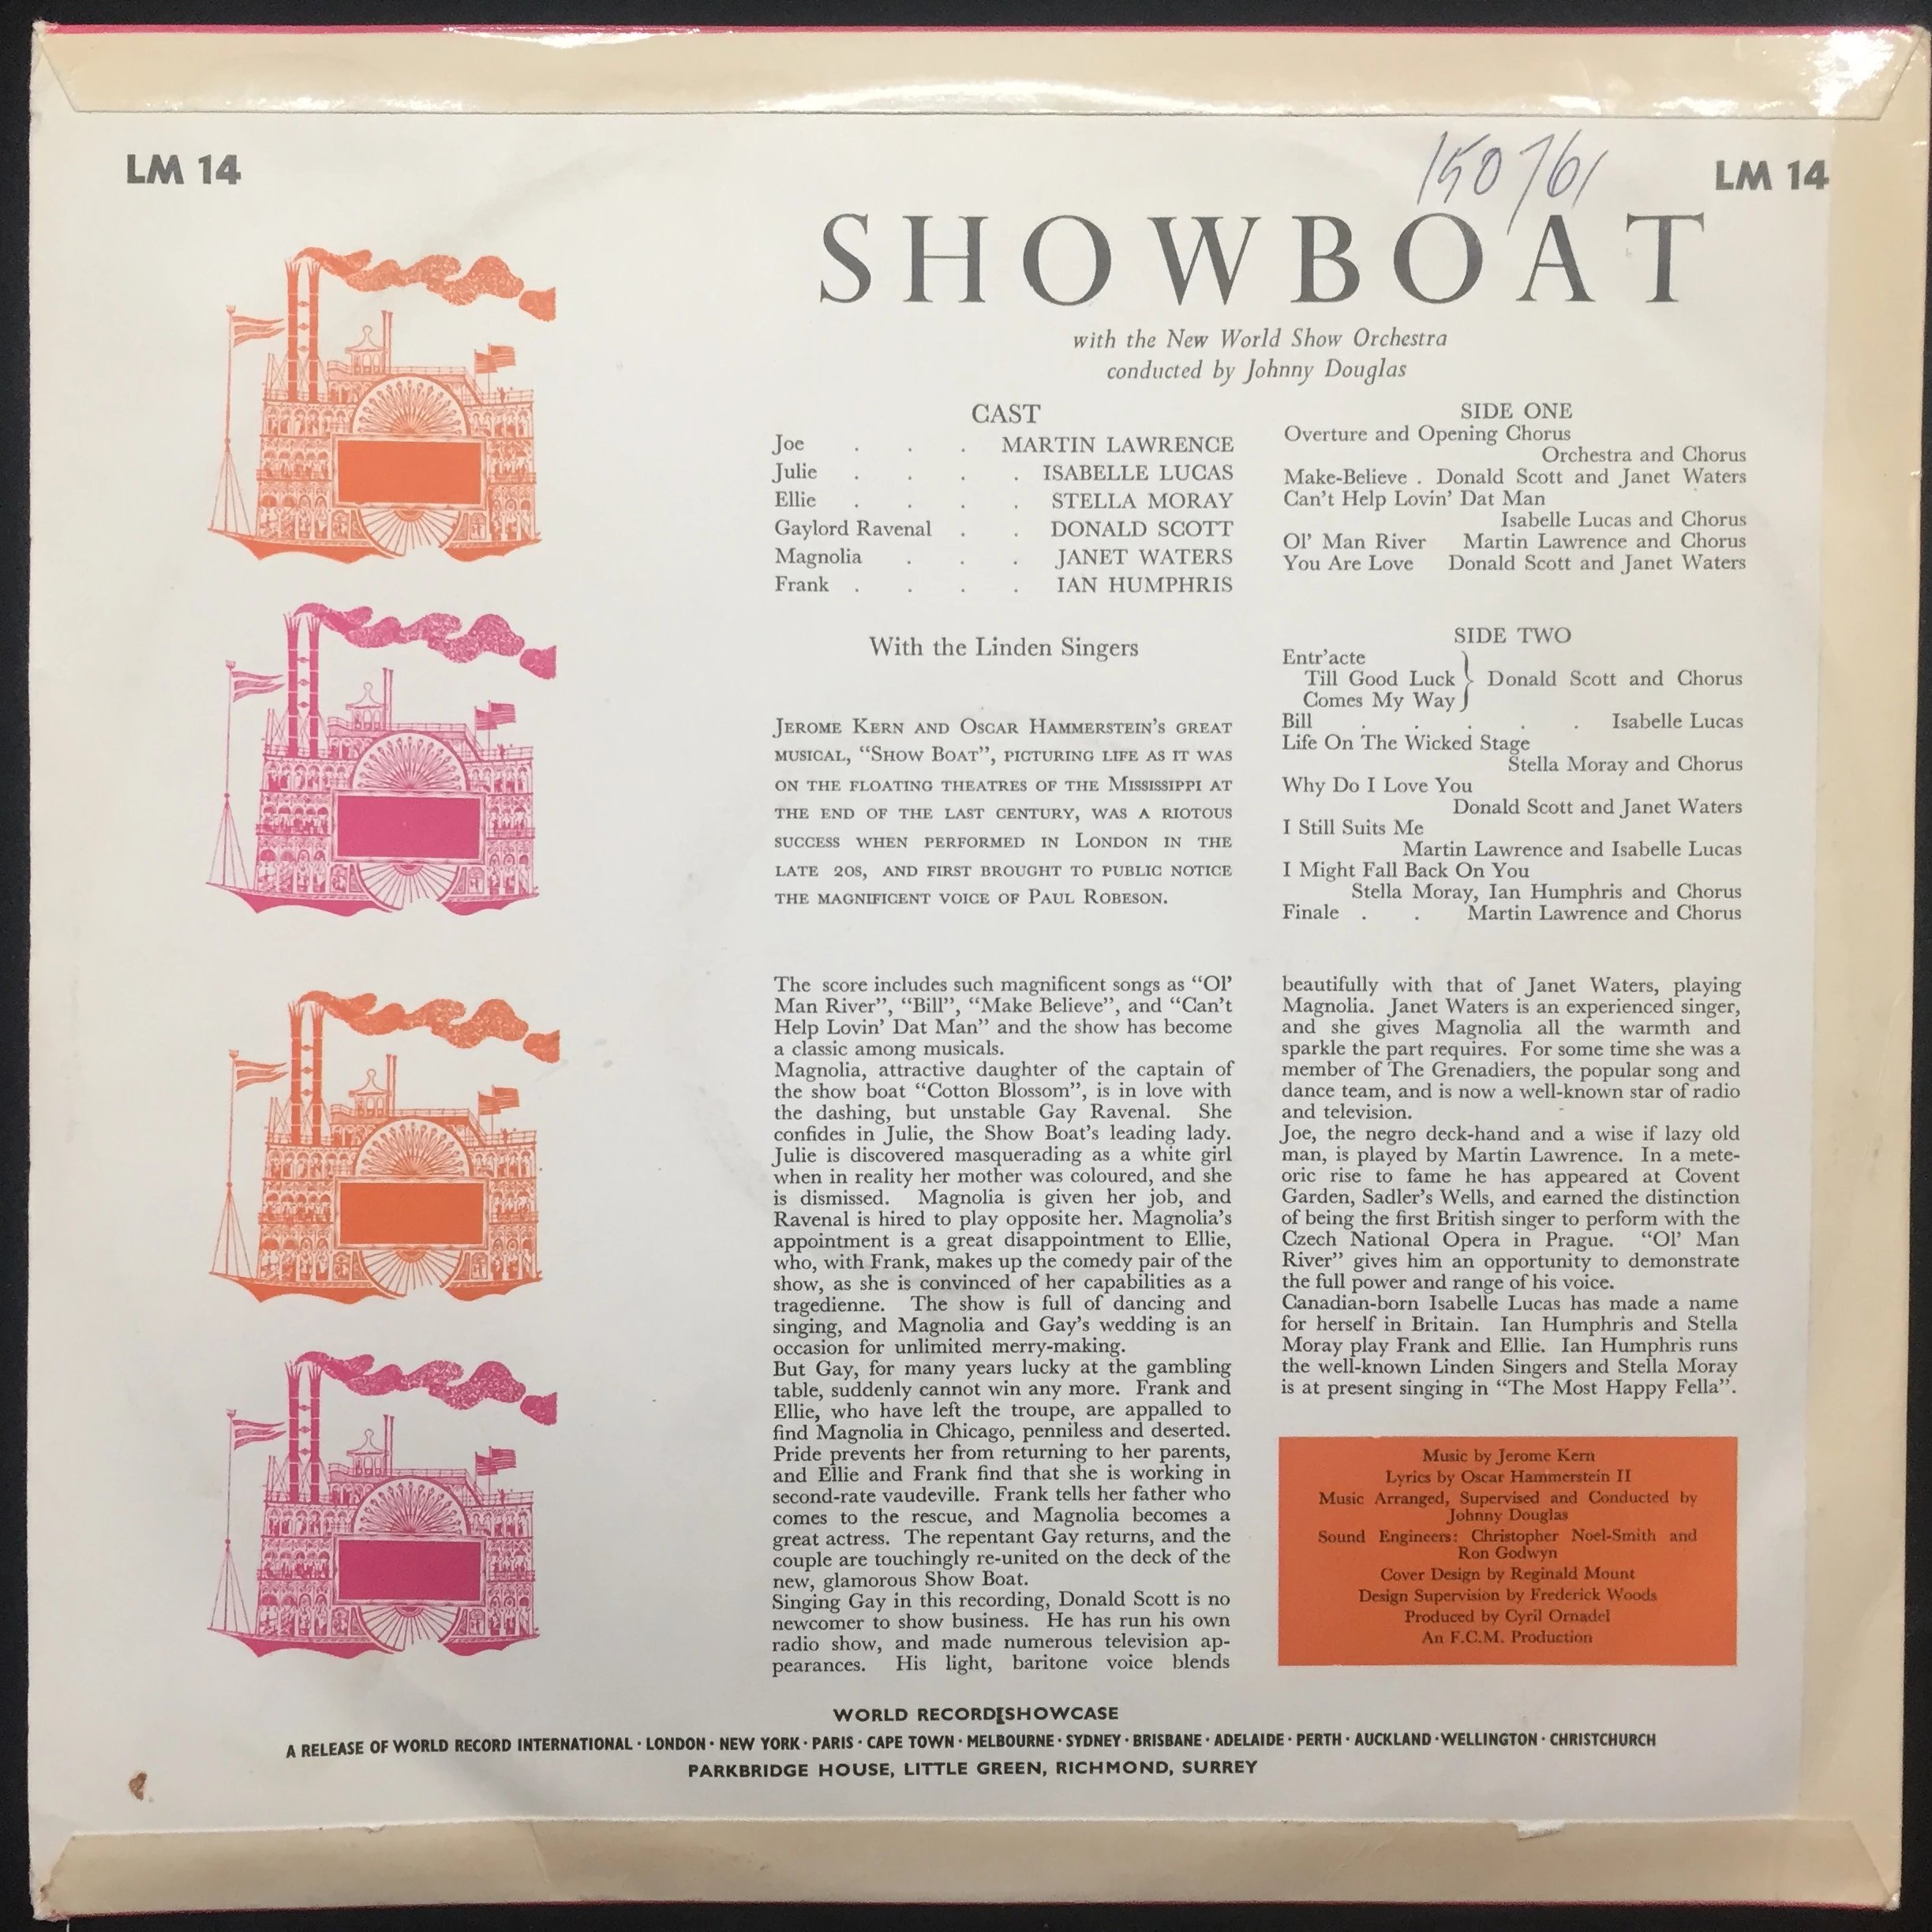 LM 14
150761
LM 14
SHOWBOAT
with the New World Show Orchestra
conducted by Johnny Douglas
CAST
Joe . . . MARTIN LAWRENCE
Julie . . . . ISABELLE LUCAS
Ellie . . . . STELLA MORAY
Gaylord Ravenal . . DONALD SCOTT
Magnolia . . . JANET WATERS
Frank . . . . IAN HUMPHRIS
With the Linden Singers
JEROME KERN AND OSCAR HAMMERSTEIN'S GREAT
MUSICAL, "SHOW BOAT", PICTURING LIFE AS IT WAS
ON THE FLOATING THEATRES OF THE MISSISSIPPI AT
THE END OF THE LAST CENTURY, WAS A RIOTOUS
SUCCESS WHEN PERFORMED IN LONDON IN THE
LATE 20S, AND FIRST BROUGHT TO PUBLIC NOTICE
THE MAGNIFICENT VOICE OF PAUL ROBESON.
SIDE ONE
Overture and Opening Chorus
Orchestra and Chorus
Make-Believe . Donald Scott and Janet Waters
Can't Help Lovin' Dat Man
Isabelle Lucas and Chorus
Ol' Man River Martin Lawrence and Chorus
You Are Love Donald Scott and Janet Waters
SIDE TWO
Entr'acte
Till Good Luck } Donald Scott and Chorus
Comes My Way
Bill . . . . . Isabelle Lucas
Life On The Wicked Stage
Stella Moray and Chorus
Why Do I Love You
Donald Scott and Janet Waters
I Still Suits Me
Martin Lawrence and Isabelle Lucas
I Might Fall Back On You
Stella Moray, Ian Humphris and Chorus
Finale . . Martin Lawrence and Chorus
The score includes such magnificent songs as "Ol'
Man River", "Bill", "Make Believe", and "Can't
Help Lovin' Dat Man" and the show has become
a classic among musicals.
Magnolia, attractive daughter of the captain of
the show boat "Cotton Blossom", is in love with
the dashing, but unstable Gay Ravenal. She
confides in Julie, the Show Boat's leading lady.
Julie is discovered masquerading as a white girl
when in reality her mother was coloured, and she
is dismissed. Magnolia is given her job, and
Ravenal is hired to play opposite her. Magnolia's
appointment is a great disappointment to Ellie,
who, with Frank, makes up the comedy pair of the
show, as she is convinced of her capabilities as a
tragedienne. The show is full of dancing and
singing, and Magnolia and Gay's wedding is an
occasion for unlimited merry-making.
But Gay, for many years lucky at the gambling
table, suddenly cannot win any more. Frank and
Ellie, who have left the troupe, are appalled to
find Magnolia in Chicago, penniless and deserted.
Pride prevents her from returning to her parents,
and Ellie and Frank find that she is working in
second-rate vaudeville. Frank tells her father who
comes to the rescue, and Magnolia becomes a
great actress. The repentant Gay returns, and the
couple are touchingly re-united on the deck of the
new, glamorous Show Boat.
Singing Gay in this recording, Donald Scott is no
newcomer to show business. He has run his own
radio show, and made numerous television ap-
pearances. His light, baritone voice blends
beautifully with that of Janet Waters, playing
Magnolia. Janet Waters is an experienced singer,
and she gives Magnolia all the warmth and
sparkle the part requires. For some time she was a
member of The Grenadiers, the popular song and
dance team, and is now a well-known star of radio
and television.
Joe, the negro deck-hand and a wise if lazy old
man, is played by Martin Lawrence. In a mete-
oric rise to fame he has appeared at Covent
Garden, Sadler's Wells, and earned the distinction
of being the first British singer to perform with the
Czech National Opera in Prague. "Ol' Man
River" gives him an opportunity to demonstrate
the full power and range of his voice.
Canadian-born Isabelle Lucas has made a name
for herself in Britain. Ian Humphris and Stella
Moray play Frank and Ellie. Ian Humphris runs
the well-known Linden Singers and Stella Moray
is at present singing in "The Most Happy Fella".
Music by Jerome Kern
Lyrics by Oscar Hammerstein II
Music Arranged, Supervised and Conducted by
Johnny Douglas
Sound Engineers: Christopher Noel-Smith and
Ron Godwyn
Cover Design by Reginald Mount
Design Supervision by Frederick Woods
Produced by Cyril Ornadel
An F.C.M. Production
WORLD RECORD SHOWCASE
A RELEASE OF WORLD RECORD INTERNATIONAL · LONDON · NEW YORK · PARIS · CAPE TOWN · MELBOURNE · SYDNEY · BRISBANE · ADELAIDE · PERTH · AUCKLAND · WELLINGTON · CHRISTCHURCH
PARKBRIDGE HOUSE, LITTLE GREEN, RICHMOND, SURREY